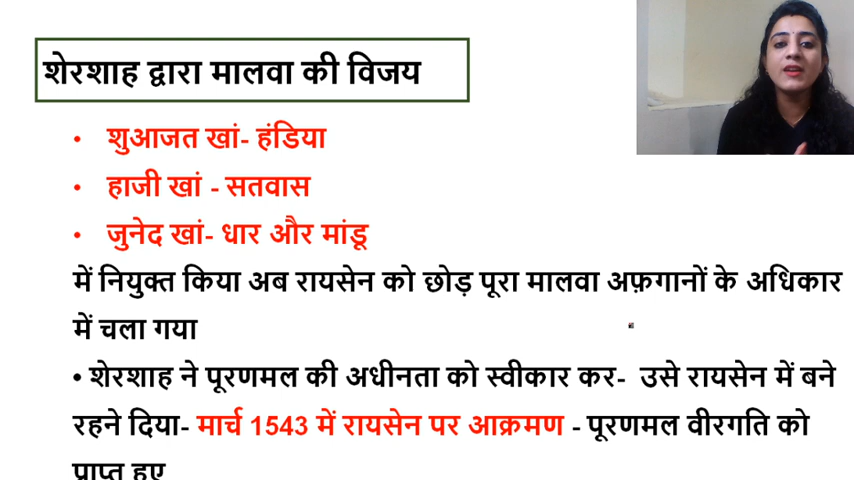 शेरशाह द्वारा मालवा की विजय
• शुआजत खां- हंडिया
• हाजी खां - सतवास
• जुनेद खां- धार और मांडू
में नियुक्त किया अब रायसेन को छोड़ पूरा मालवा अफ़गानों के अधिकार
में चला गया
• शेरशाह ने पूरणमल की अधीनता को स्वीकार कर- उसे रायसेन में बने
रहने दिया- मार्च 1543 में रायसेन पर आक्रमण - पूरणमल वीरगति को
प्राप्त हुए